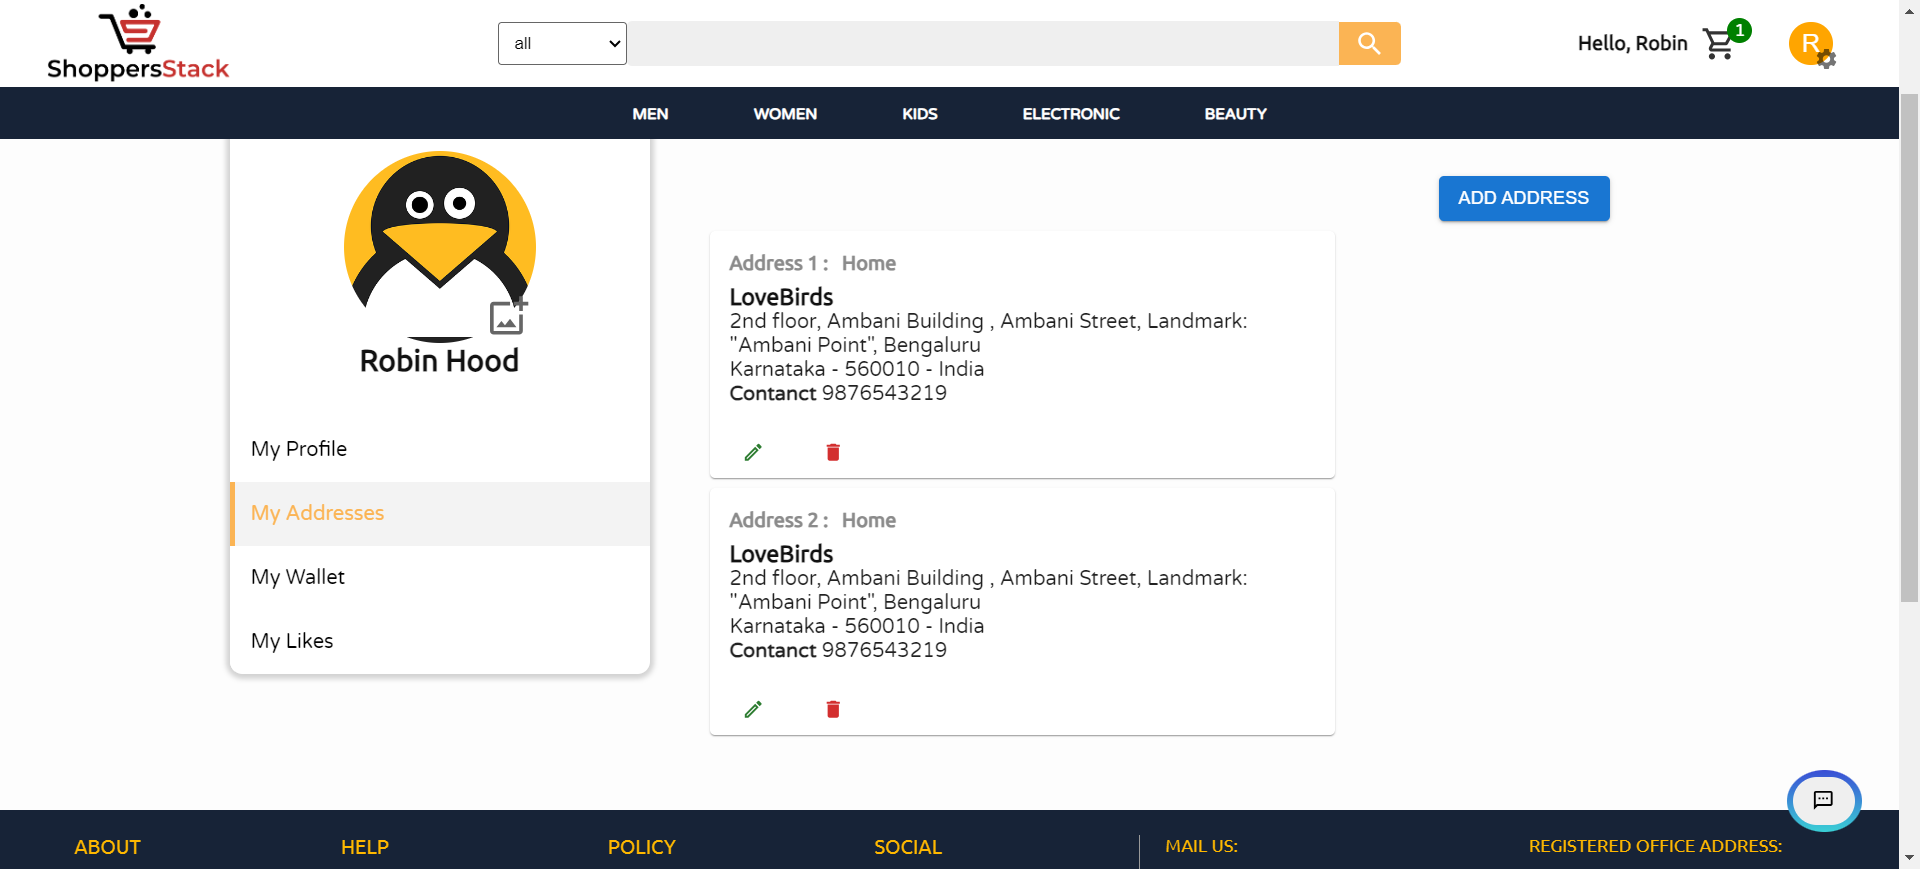 ShoppersStack
all
Hello, Robin
1
R
MEN WOMEN KIDS ELECTRONIC BEAUTY
Robin Hood
My Profile
My Addresses
My Wallet
My Likes
ADD ADDRESS
Address 1 : Home
LoveBirds
2nd floor, Ambani Building , Ambani Street, Landmark:
"Ambani Point", Bengaluru
Karnataka - 560010 - India
Contanct 9876543219
Address 2 : Home
LoveBirds
2nd floor, Ambani Building , Ambani Street, Landmark:
"Ambani Point", Bengaluru
Karnataka - 560010 - India
Contanct 9876543219
ABOUT HELP POLICY SOCIAL MAIL US: REGISTERED OFFICE ADDRESS: